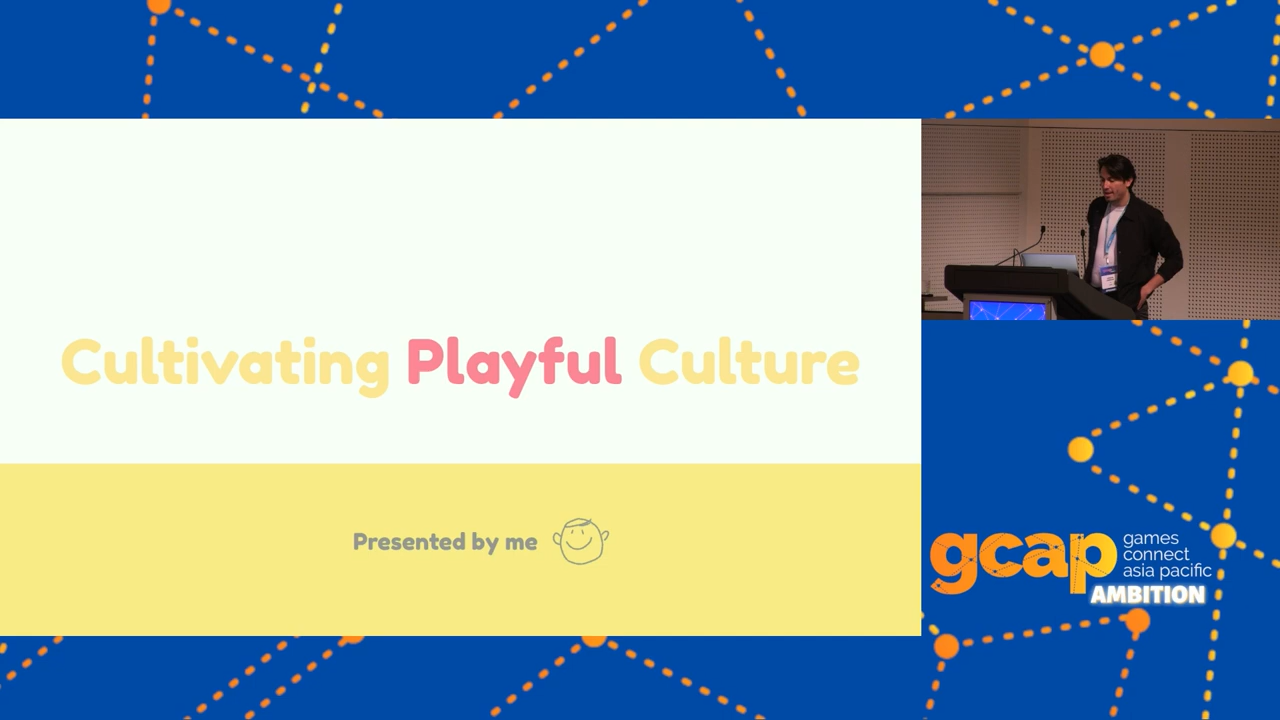 Cultivating Playful Culture
Presented by me
gcap
games
connect
asia pacific
AMBITION